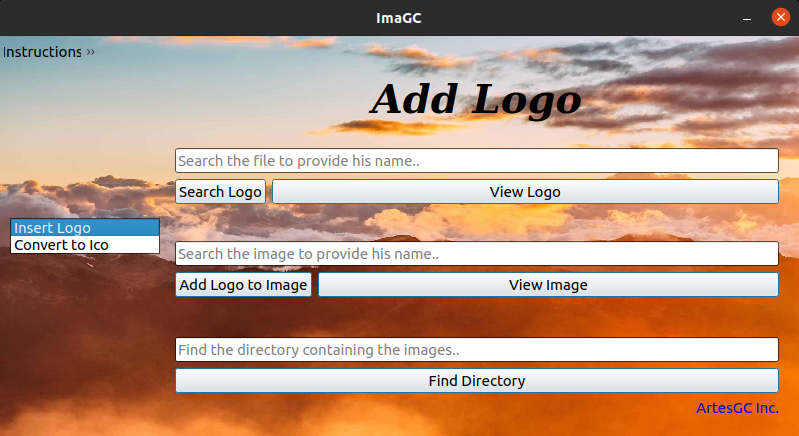 ImaGC
Instructions ››
Add Logo
Search the file to provide his name..
Search Logo View Logo
Insert Logo
Convert to Ico
Search the image to provide his name..
Add Logo to Image View Image
Find the directory containing the images..
Find Directory
ArtesGC Inc.